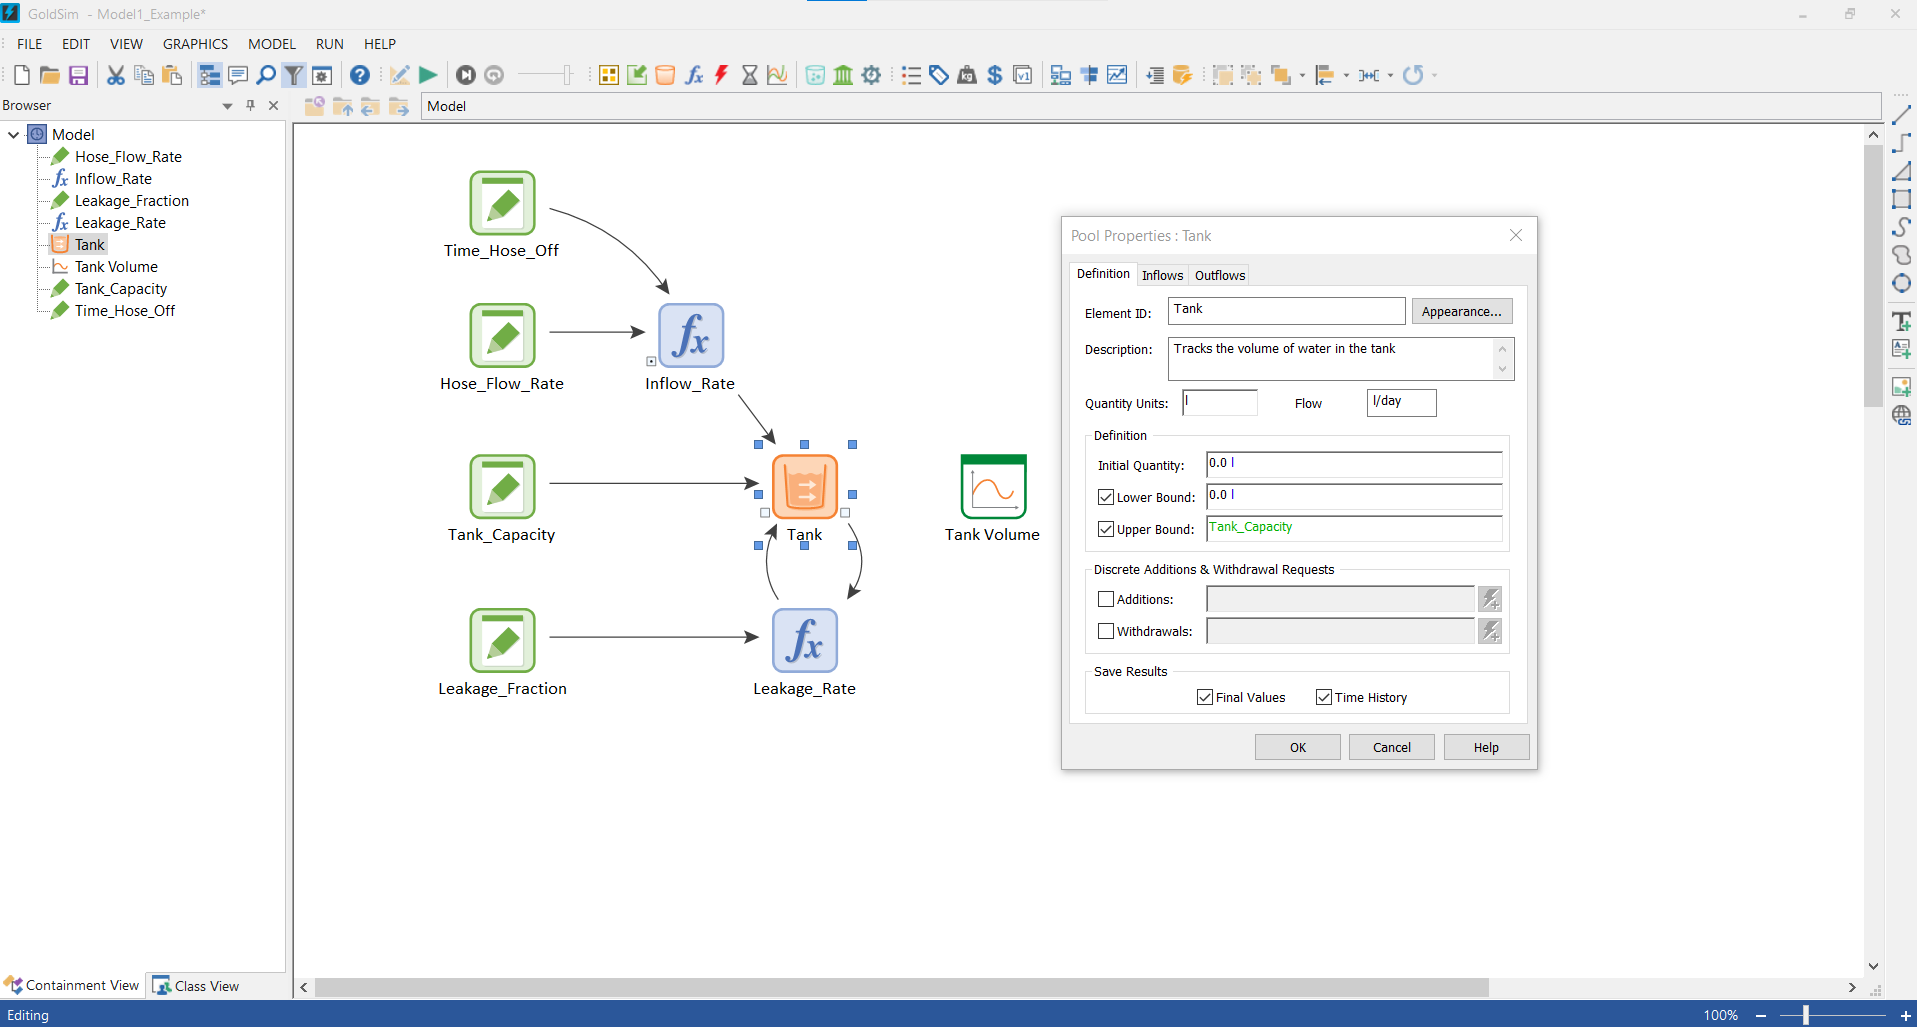 GoldSim - Model1_Example*
FILE EDIT VIEW GRAPHICS MODEL RUN HELP
Browser
Model
Model
Hose_Flow_Rate
Inflow_Rate
Leakage_Fraction
Leakage_Rate
Tank
Tank Volume
Tank_Capacity
Time_Hose_Off
Time_Hose_Off
Hose_Flow_Rate
Inflow_Rate
Tank_Capacity
Tank
Tank Volume
Leakage_Fraction
Leakage_Rate
Pool Properties : Tank
Definition Inflows Outflows
Element ID: Tank Appearance...
Description: Tracks the volume of water in the tank
Quantity Units: l Flow l/day
Definition
Initial Quantity: 0.0 l
Lower Bound: 0.0 l
Upper Bound: Tank_Capacity
Discrete Additions & Withdrawal Requests
Additions:
Withdrawals:
Save Results
Final Values Time History
OK Cancel Help
Containment View Class View
Editing 100%